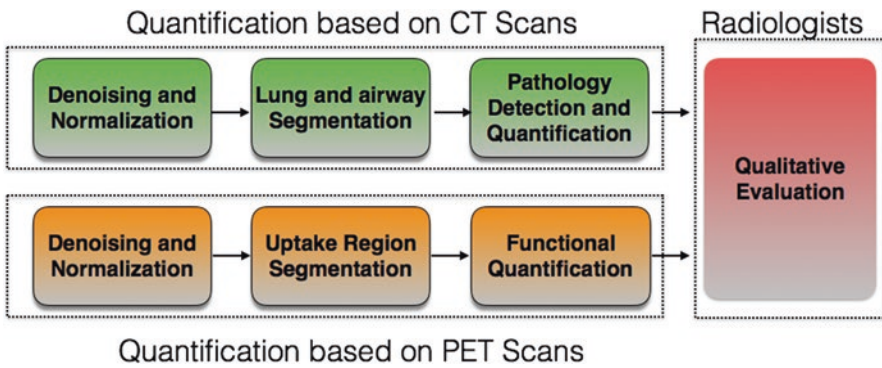 Quantification based on CT Scans
Radiologists
Denoising and
Normalization
Lung and airway
Segmentation
Pathology
Detection and
Quantification
Qualitative
Evaluation
Denoising and
Normalization
Uptake Region
Segmentation
Functional
Quantification
Quantification based on PET Scans